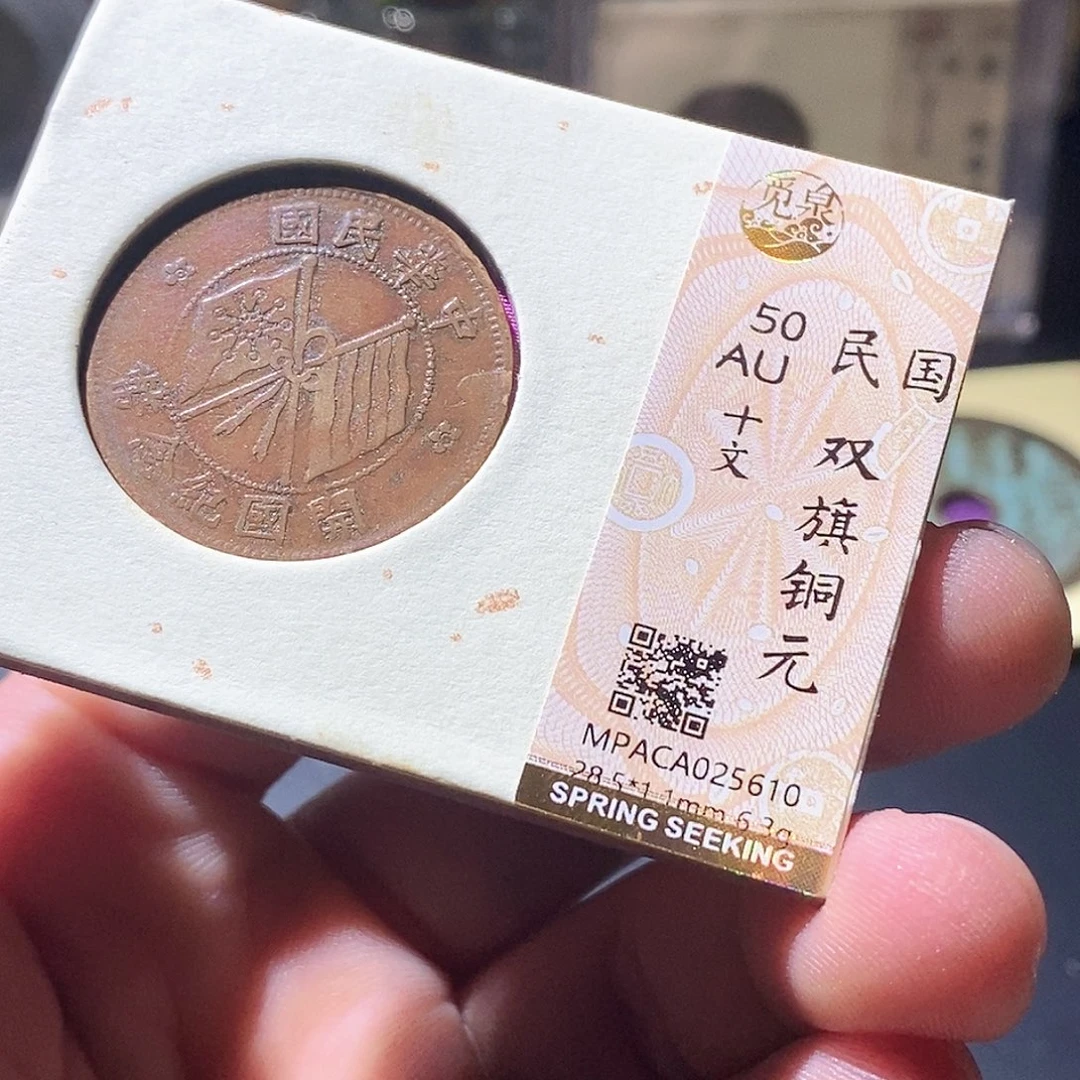 中華民國
開國紀念幣
觅泉
民国
双旗铜元
50
AU
十文
MPACA025610
28.5*1.1mm 6.3g
SPRING SEEKING